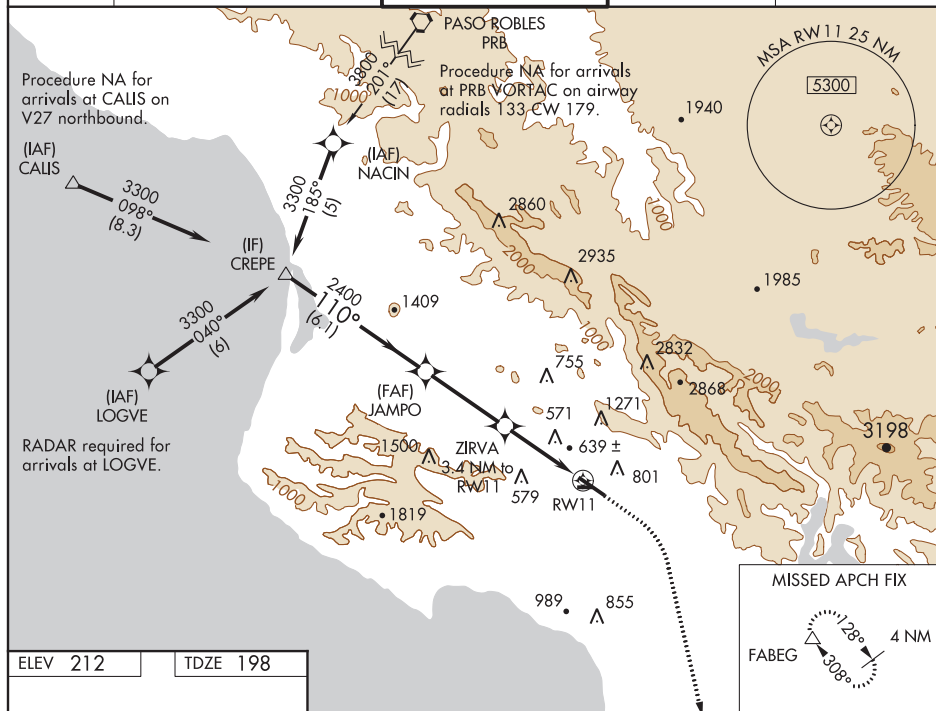 PASO ROBLES
PRB
MSA RW11 25 NM
5300
Procedure NA for
arrivals at CALIS on
V27 northbound.
3800
201°
(17)
1000
Procedure NA for arrivals
at PRB VORTAC on airway
radials 133 CW 179.
1940
(IAF)
CALIS
(IAF)
NACIN
3300
098°
(8.3)
3300
185°
(5)
1000
2860
2000
(IF)
CREPE
2935
1985
2400
110°
(6.1)
1409
3300
040°
(6)
1000
2832
2000
755
2868
(IAF)
LOGVE
(FAF)
JAMPO
1271
571
3198
RADAR required for
arrivals at LOGVE.
1500
ZIRVA
3.4 NM to
RW11
639 ±
801
579
RW11
1000
1819
989
855
MISSED APCH FIX
FABEG
128°
308°
4 NM
ELEV 212
TDZE 198